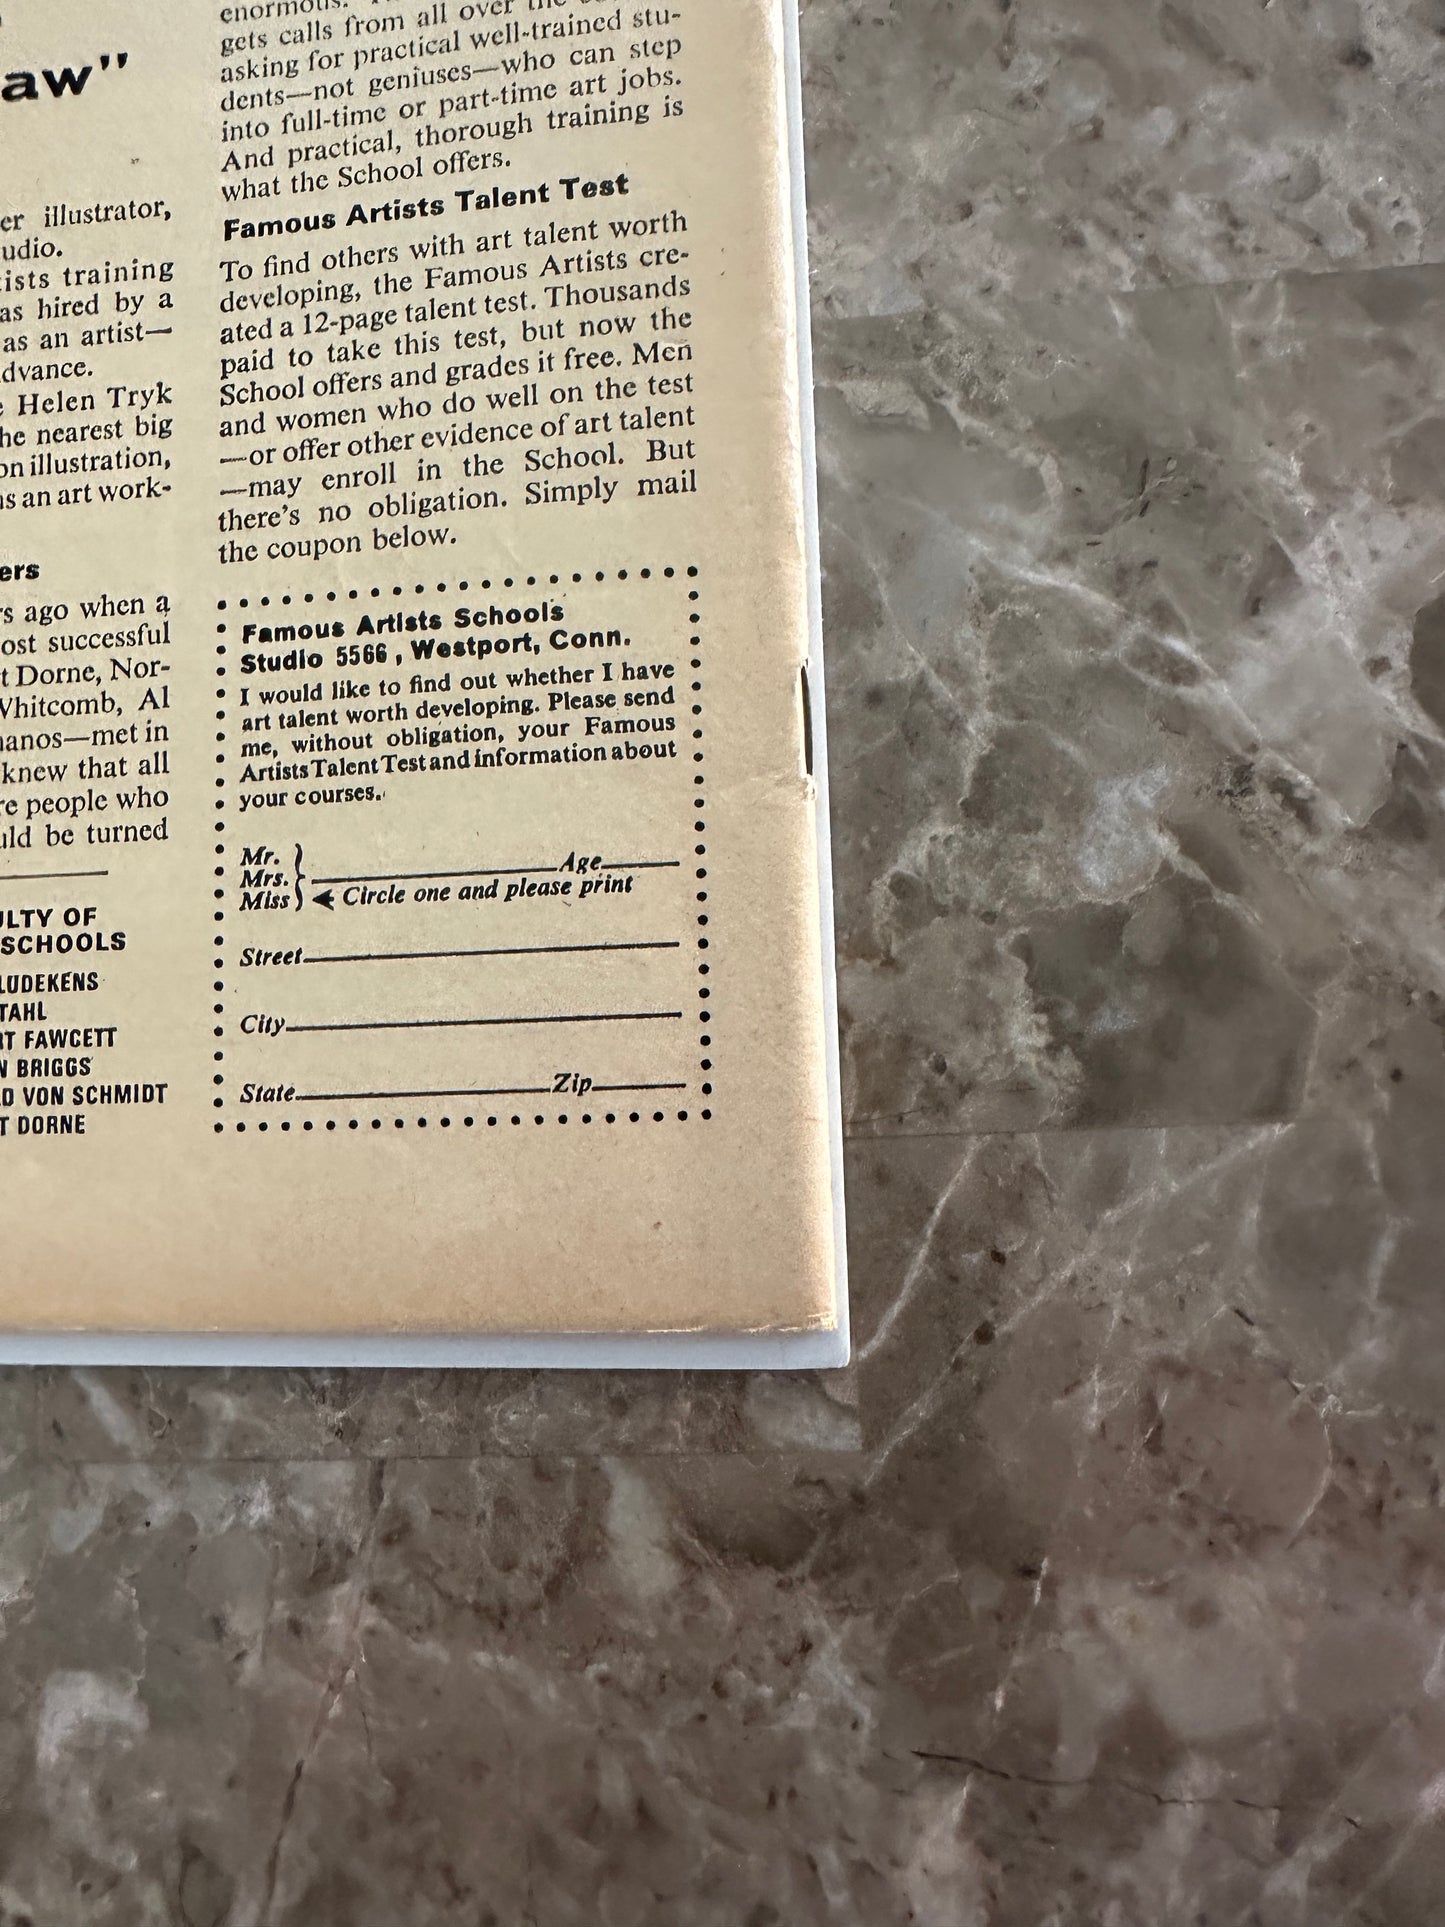 aw"
er illustrator,
udio.
tists training
as hired by a
as an artist—
dvance.
Helen Tryk
he nearest big
on illustration,
as an art work-
ers
rs ago when a
ost successful
t Dorne, Nor-
Whitcomb, Al
manos—met in
knew that all
re people who
uld be turned
ULTY OF
SCHOOLS
LUDEKENS
TAHL
RT FAWCETT
N BRIGGS
D VON SCHMIDT
T DORNE
enormous.
gets calls from all over the
asking for practical well-trained stu-
dents—not geniuses—who can step
into full-time or part-time art jobs.
And practical, thorough training is
what the School offers.
Famous Artists Talent Test
To find others with art talent worth
developing, the Famous Artists cre-
ated a 12-page talent test. Thousands
paid to take this test, but now the
School offers and grades it free. Men
and women who do well on the test
—or offer other evidence of art talent
—may enroll in the School. But
there's no obligation. Simply mail
the coupon below.
Famous Artists Schools
Studio 5566, Westport, Conn.
I would like to find out whether I have
art talent worth developing. Please send
me, without obligation, your Famous
Artists Talent Test and information about
your courses.
Mr.
Mrs. Age
Miss Circle one and please print
Street
City
State Zip